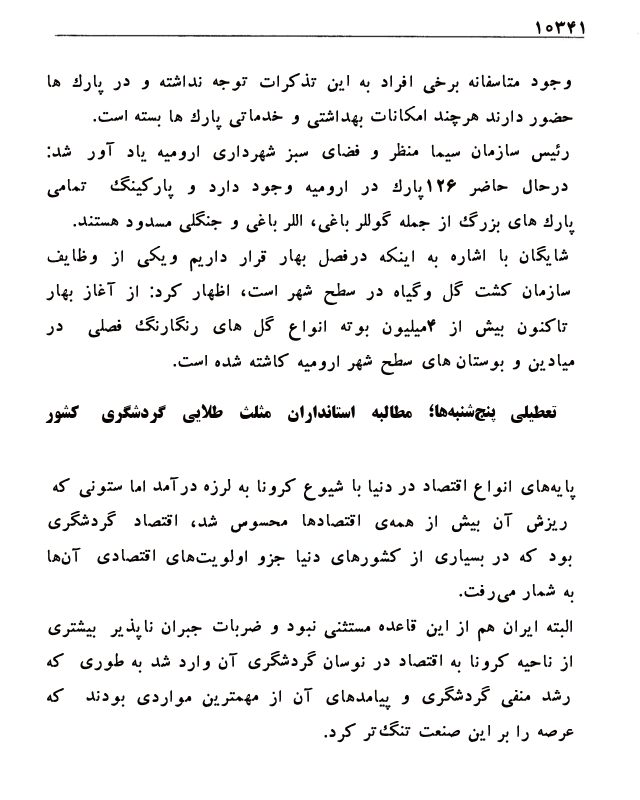 ۱۰۳۴۱
وجود متاسفانه برخی افراد به این تذکرات توجه نداشته و در پارك ها
حضور دارند هرچند امکانات بهداشتی و خدماتی پارك ها بسته است.
رئیس سازمان سیما منظر و فضای سبز شهرداری ارومیه یاد آور شد:
درحال حاضر ۱۲۶پارك در ارومیه وجود دارد و پارکینگ تمامی
پارك های بزرگ از جمله گوللر باغی، اللر باغی و جنگلی مسدود هستند.
شایگان با اشاره به اینکه درفصل بهار قرار داریم ویکی از وظایف
سازمان کشت گل وگیاه در سطح شهر است، اظهار کرد: از آغاز بهار
تاکنون بیش از ۴میلیون بوته انواع گل های رنگارنگ فصلی در
میادین و بوستان های سطح شهر ارومیه کاشته شده است.
تعطیلی پنج‌شنبه‌ها؛ مطالبه استانداران مثلث طلایی گردشگری کشور
پایه‌های انواع اقتصاد در دنیا با شیوع کرونا به لرزه درآمد اما ستونی که
ریزش آن بیش از همه‌ی اقتصادها محسوس شد، اقتصاد گردشگری
بود که در بسیاری از کشورهای دنیا جزو اولویت‌های اقتصادی آن‌ها
به شمار می‌رفت.
البته ایران هم از این قاعده مستثنی نبود و ضربات جبران ناپذیر بیشتری
از ناحیه کرونا به اقتصاد در نوسان گردشگری آن وارد شد به طوری که
رشد منفی گردشگری و پیامدهای آن از مهمترین مواردی بودند که
عرصه را بر این صنعت تنگ‌تر کرد.